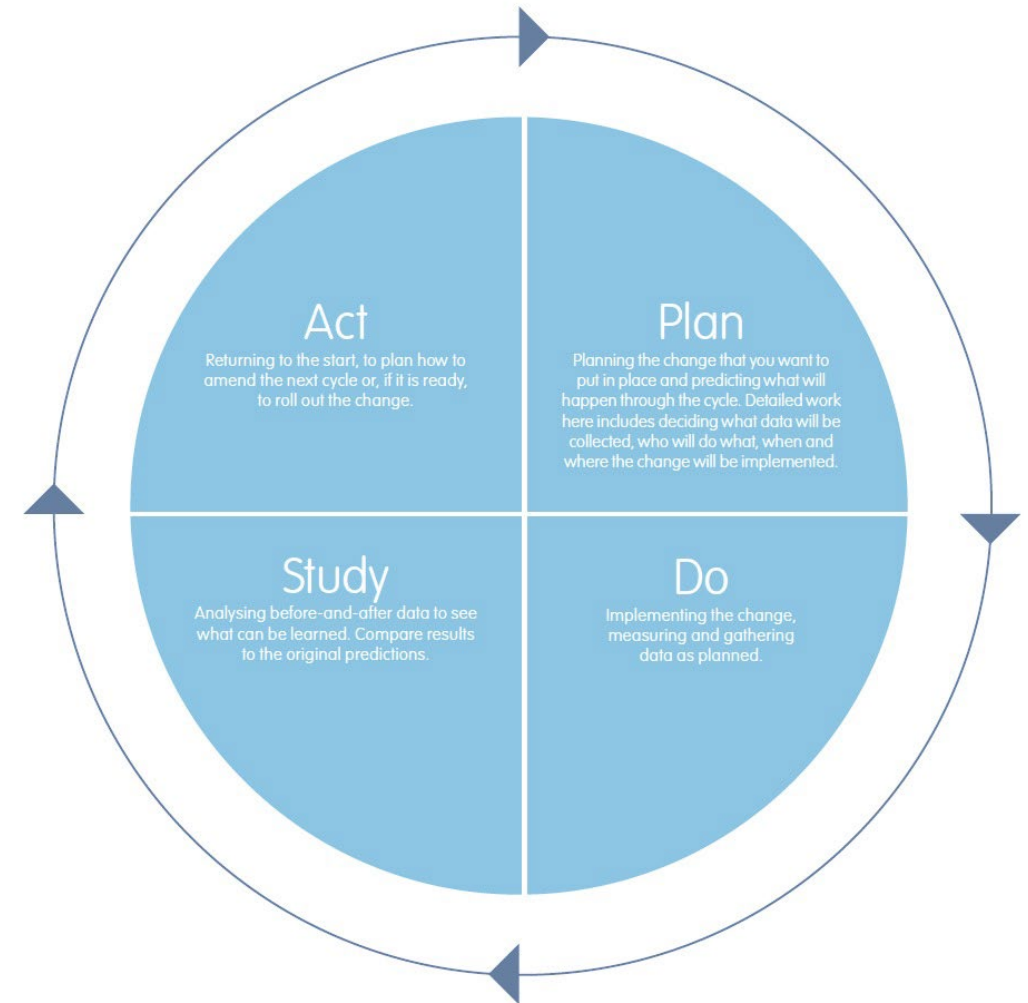 Act
Returning to the start, to plan how to
amend the next cycle or, if it is ready,
to roll out the change.
Plan
Planning the change that you want to
put in place and predicting what will
happen through the cycle. Detailed work
here includes deciding what data will be
collected, who will do what, when and
where the change will be implemented.
Study
Analysing before-and-after data to see
what can be learned. Compare results
to the original predictions.
Do
Implementing the change,
measuring and gathering
data as planned.